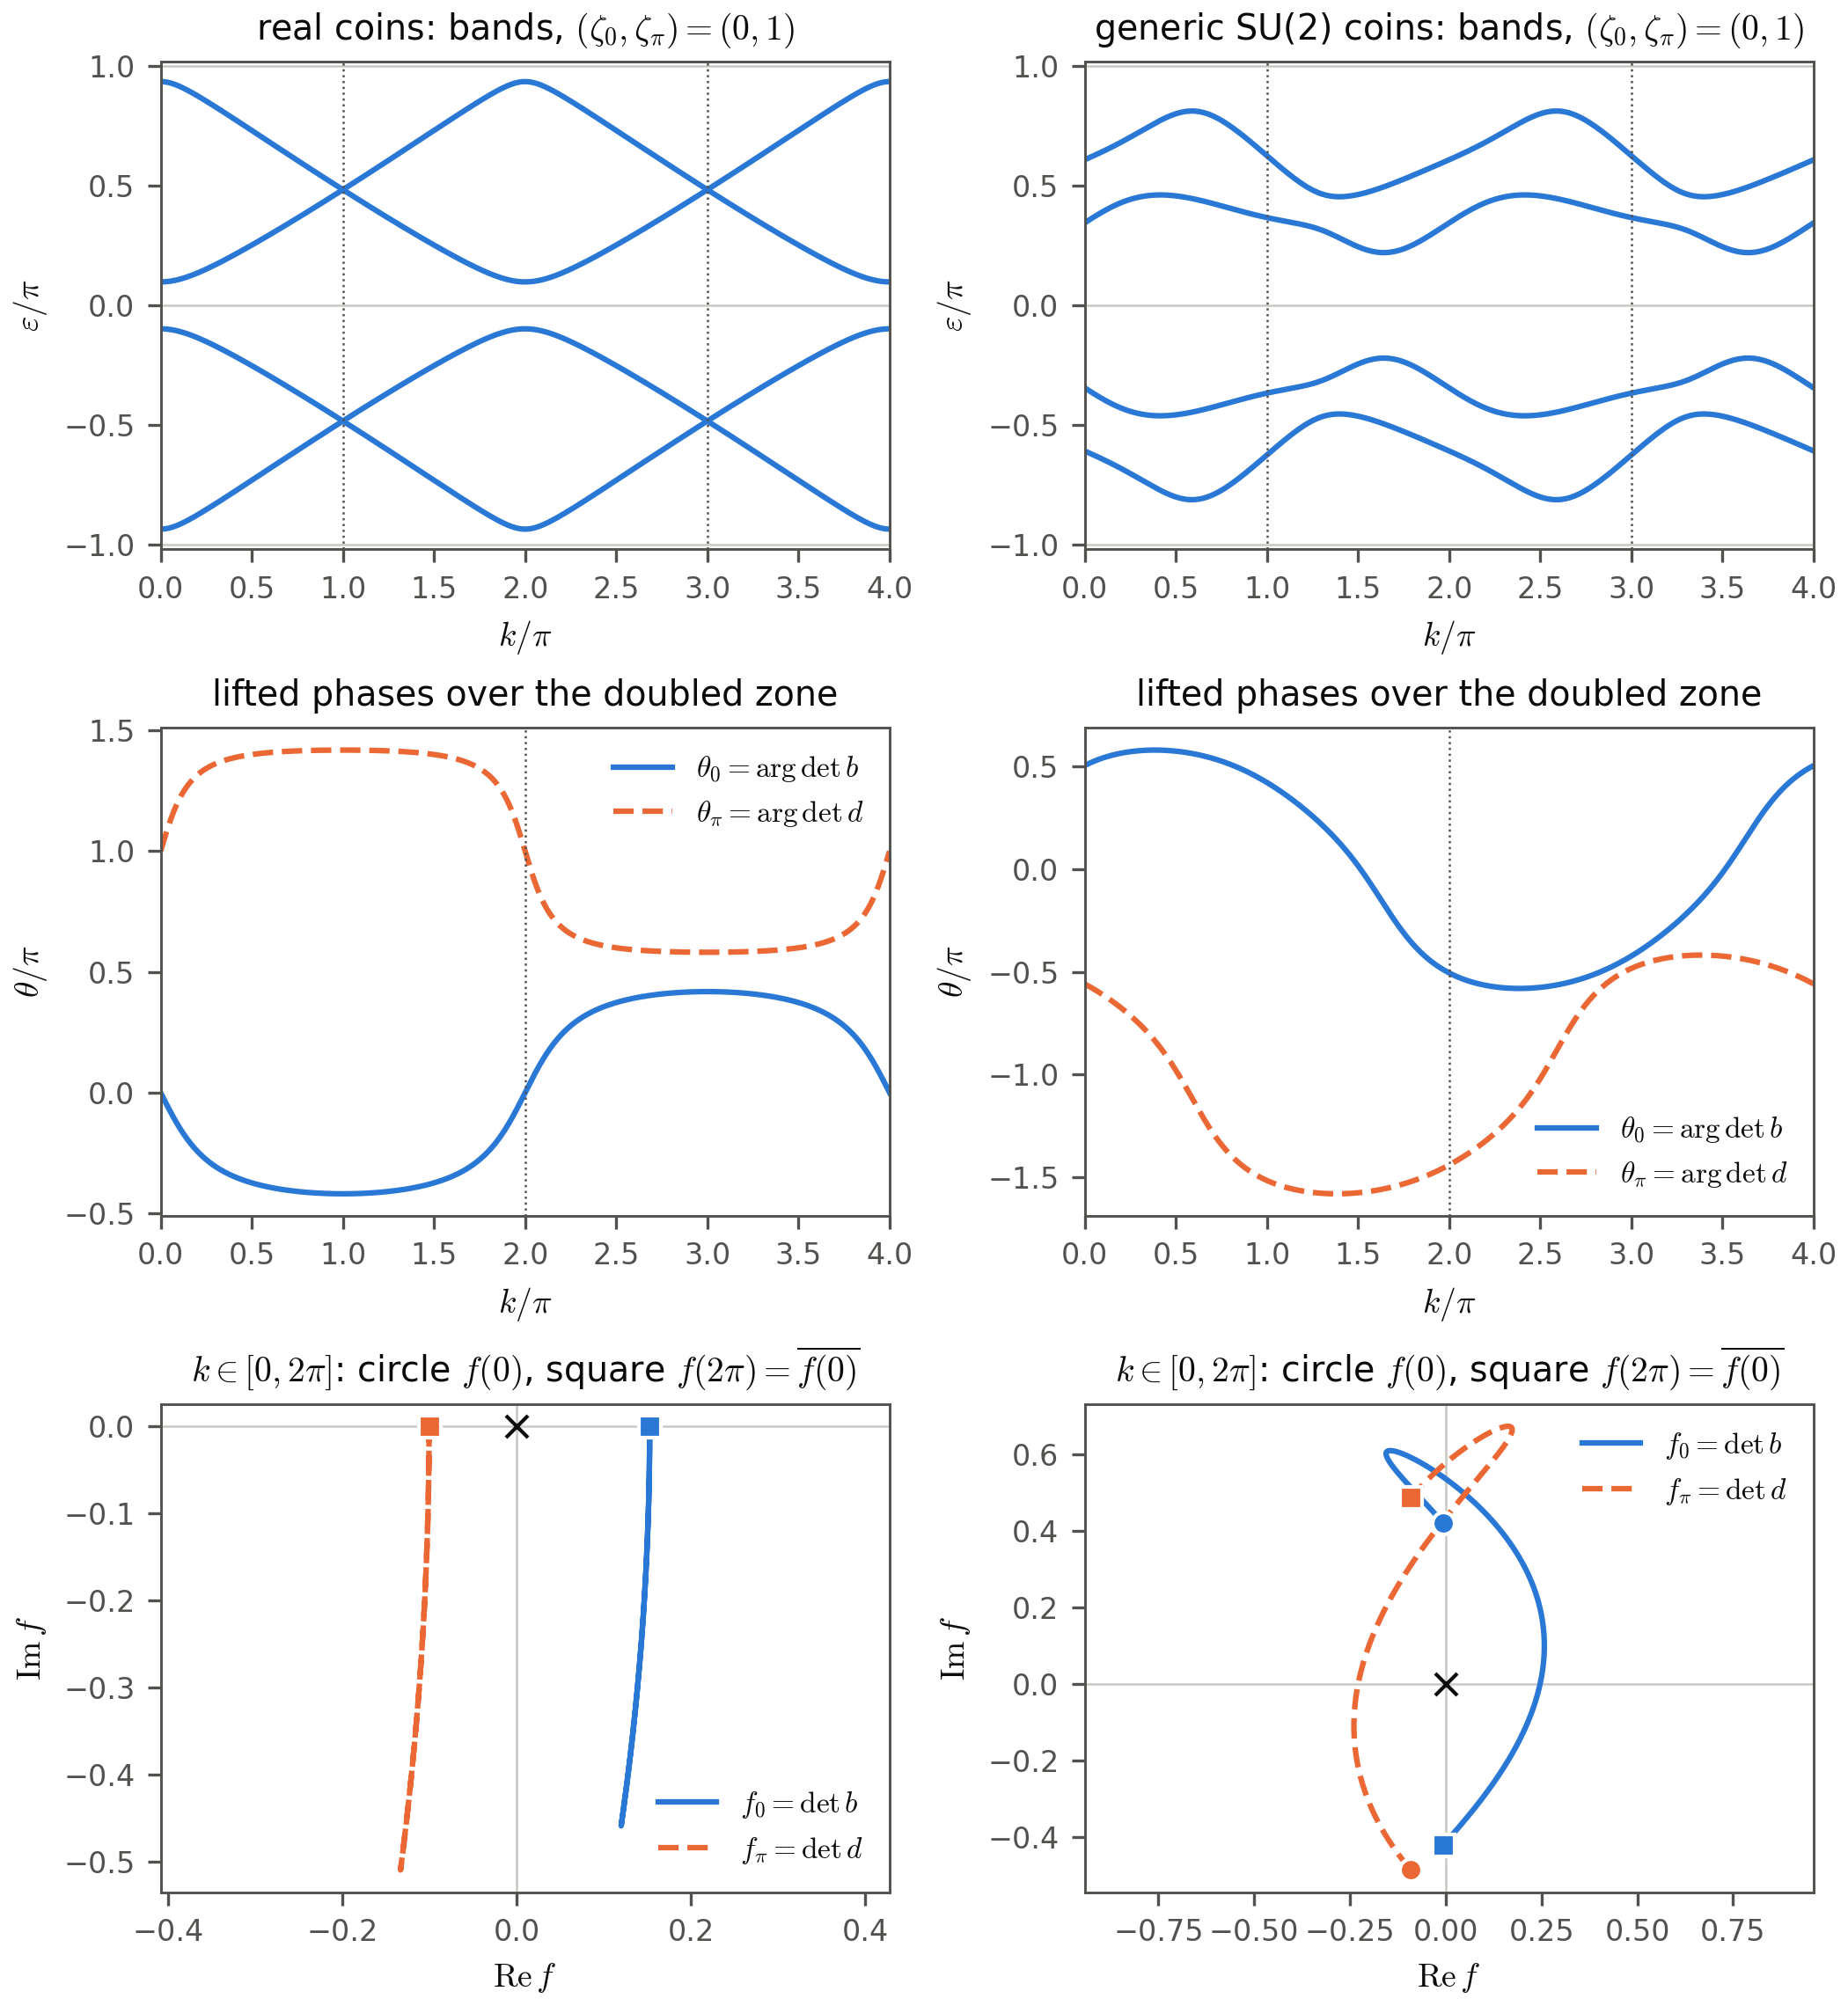 real coins: bands, (ζ₀, ζ_π) = (0, 1)
generic SU(2) coins: bands, (ζ₀, ζ_π) = (0, 1)
1.0
0.5
0.0
−0.5
−1.0
ε/π
0.0 0.5 1.0 1.5 2.0 2.5 3.0 3.5 4.0
k/π
1.0
0.5
0.0
−0.5
−1.0
ε/π
0.0 0.5 1.0 1.5 2.0 2.5 3.0 3.5 4.0
k/π
lifted phases over the doubled zone
lifted phases over the doubled zone
1.5
1.0
0.5
0.0
−0.5
θ/π
θ₀ = arg det b
θ_π = arg det d
0.0 0.5 1.0 1.5 2.0 2.5 3.0 3.5 4.0
k/π
0.5
0.0
−0.5
−1.0
−1.5
θ/π
θ₀ = arg det b
θ_π = arg det d
0.0 0.5 1.0 1.5 2.0 2.5 3.0 3.5 4.0
k/π
k ∈ [0, 2π]: circle f(0), square f(2π) = \overline{f(0)}
k ∈ [0, 2π]: circle f(0), square f(2π) = \overline{f(0)}
0.0
−0.1
−0.2
−0.3
−0.4
−0.5
Im f
f₀ = det b
f_π = det d
−0.4 −0.2 0.0 0.2 0.4
Re f
0.6
0.4
0.2
0.0
−0.2
−0.4
Im f
f₀ = det b
f_π = det d
−0.75 −0.50 −0.25 0.00 0.25 0.50 0.75
Re f